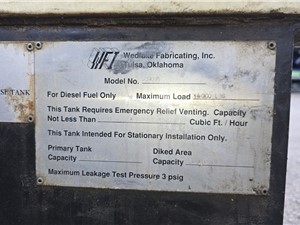 SE TANK
WFI
Fabricating, Inc.
Tulsa, Oklahoma
Model No.
For Diesel Fuel Only Maximum Load
This Tank Requires Emergency Relief Venting. Capacity
Not Less Than Cubic Ft. / Hour
This Tank Intended For Stationary Installation Only.
Primary Tank Diked Area
Capacity Capacity
Maximum Leakage Test Pressure 3 psig